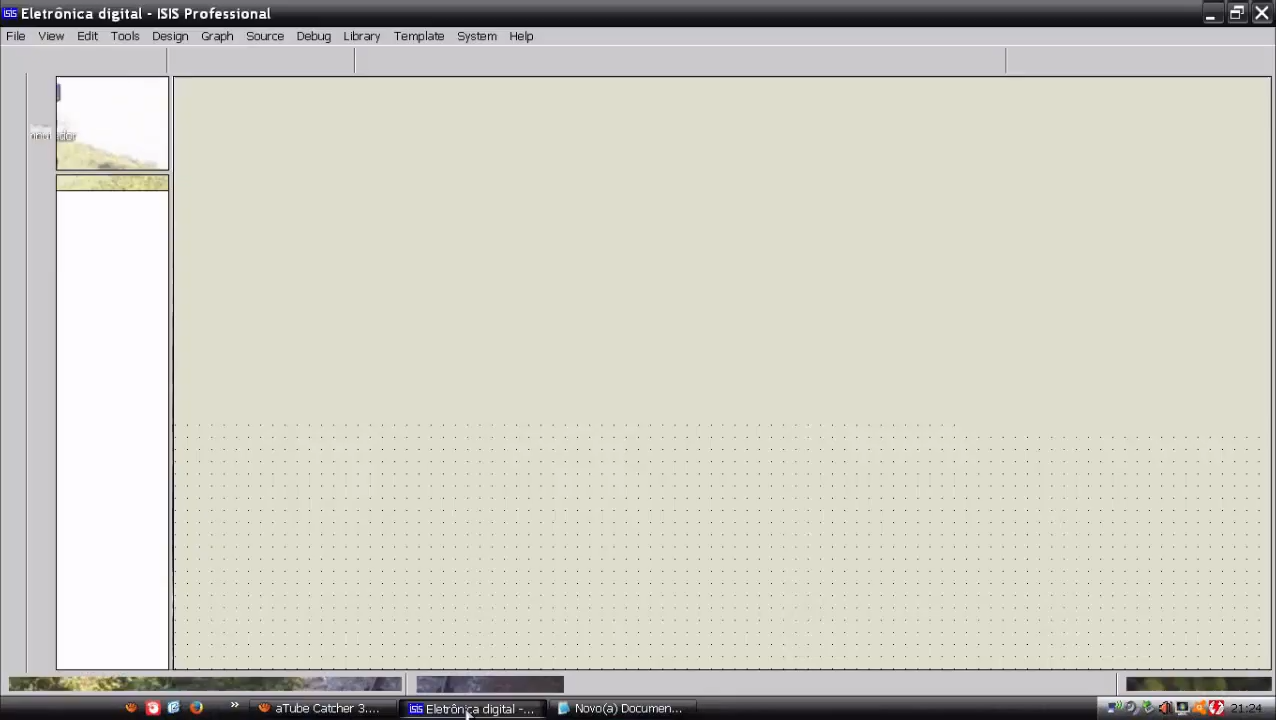 Eletrônica digital - ISIS Professional
File View Edit Tools Design Graph Source Debug Library Template System Help
aTube Catcher 3.... Eletrônica digital -... Novo(a) Documen... 21:24